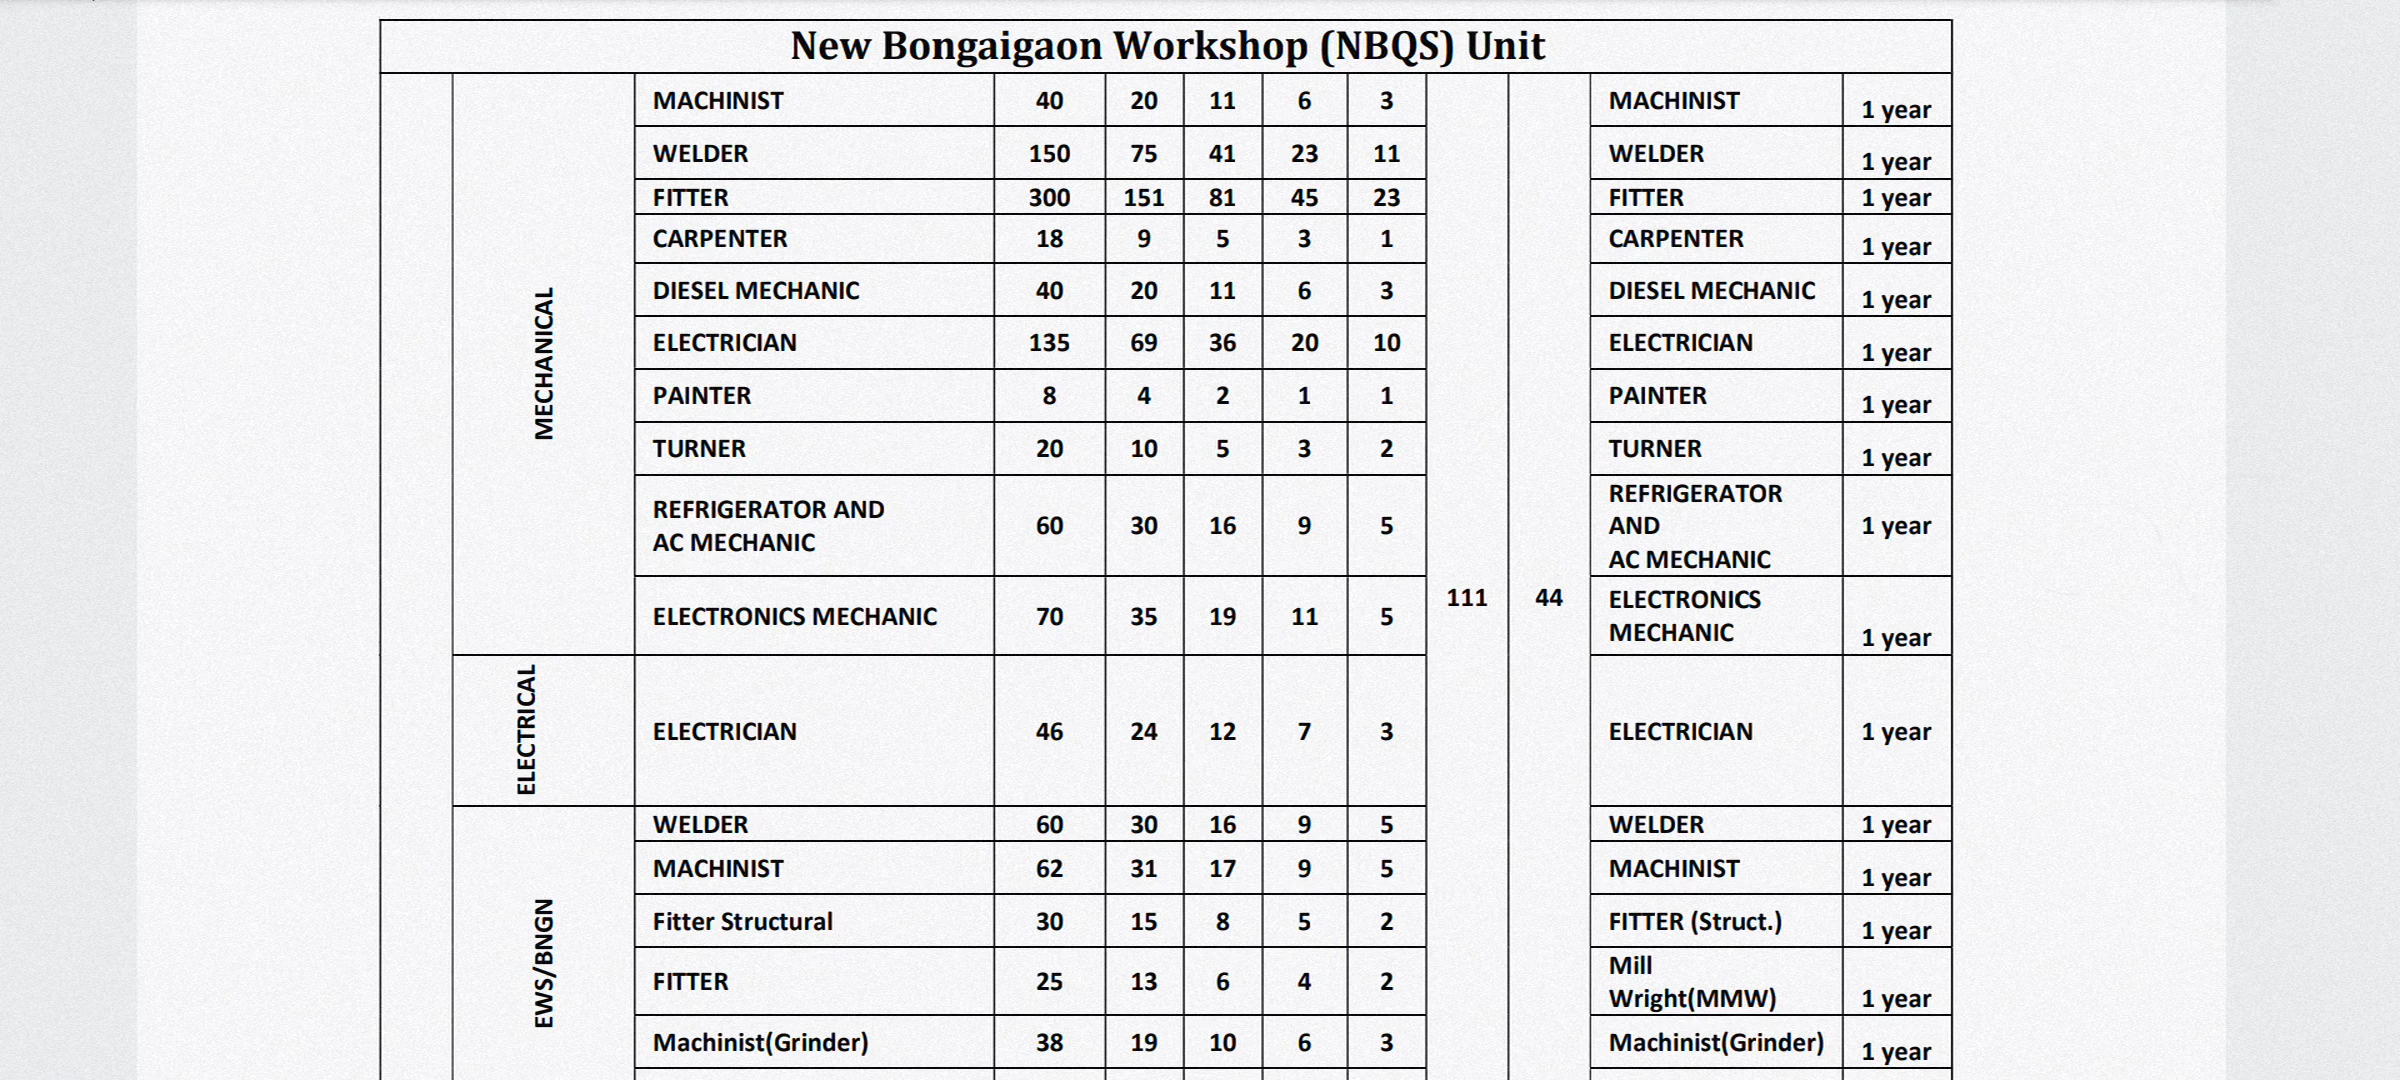 New Bongaigaon Workshop (NBQS) Unit
MECHANICAL
MACHINIST 40 20 11 6 3 MACHINIST 1 year
WELDER 150 75 41 23 11 WELDER 1 year
FITTER 300 151 81 45 23 FITTER 1 year
CARPENTER 18 9 5 3 1 CARPENTER 1 year
DIESEL MECHANIC 40 20 11 6 3 DIESEL MECHANIC 1 year
ELECTRICIAN 135 69 36 20 10 ELECTRICIAN 1 year
PAINTER 8 4 2 1 1 PAINTER 1 year
TURNER 20 10 5 3 2 TURNER 1 year
REFRIGERATOR AND
AC MECHANIC 60 30 16 9 5 REFRIGERATOR
AND
AC MECHANIC 1 year
ELECTRONICS MECHANIC 70 35 19 11 5 ELECTRONICS
MECHANIC 1 year
111 44
ELECTRICAL
ELECTRICIAN 46 24 12 7 3 ELECTRICIAN 1 year
EWS/BNGN
WELDER 60 30 16 9 5 WELDER 1 year
MACHINIST 62 31 17 9 5 MACHINIST 1 year
Fitter Structural 30 15 8 5 2 FITTER (Struct.) 1 year
FITTER 25 13 6 4 2 Mill
Wright(MMW) 1 year
Machinist(Grinder) 38 19 10 6 3 Machinist(Grinder) 1 year